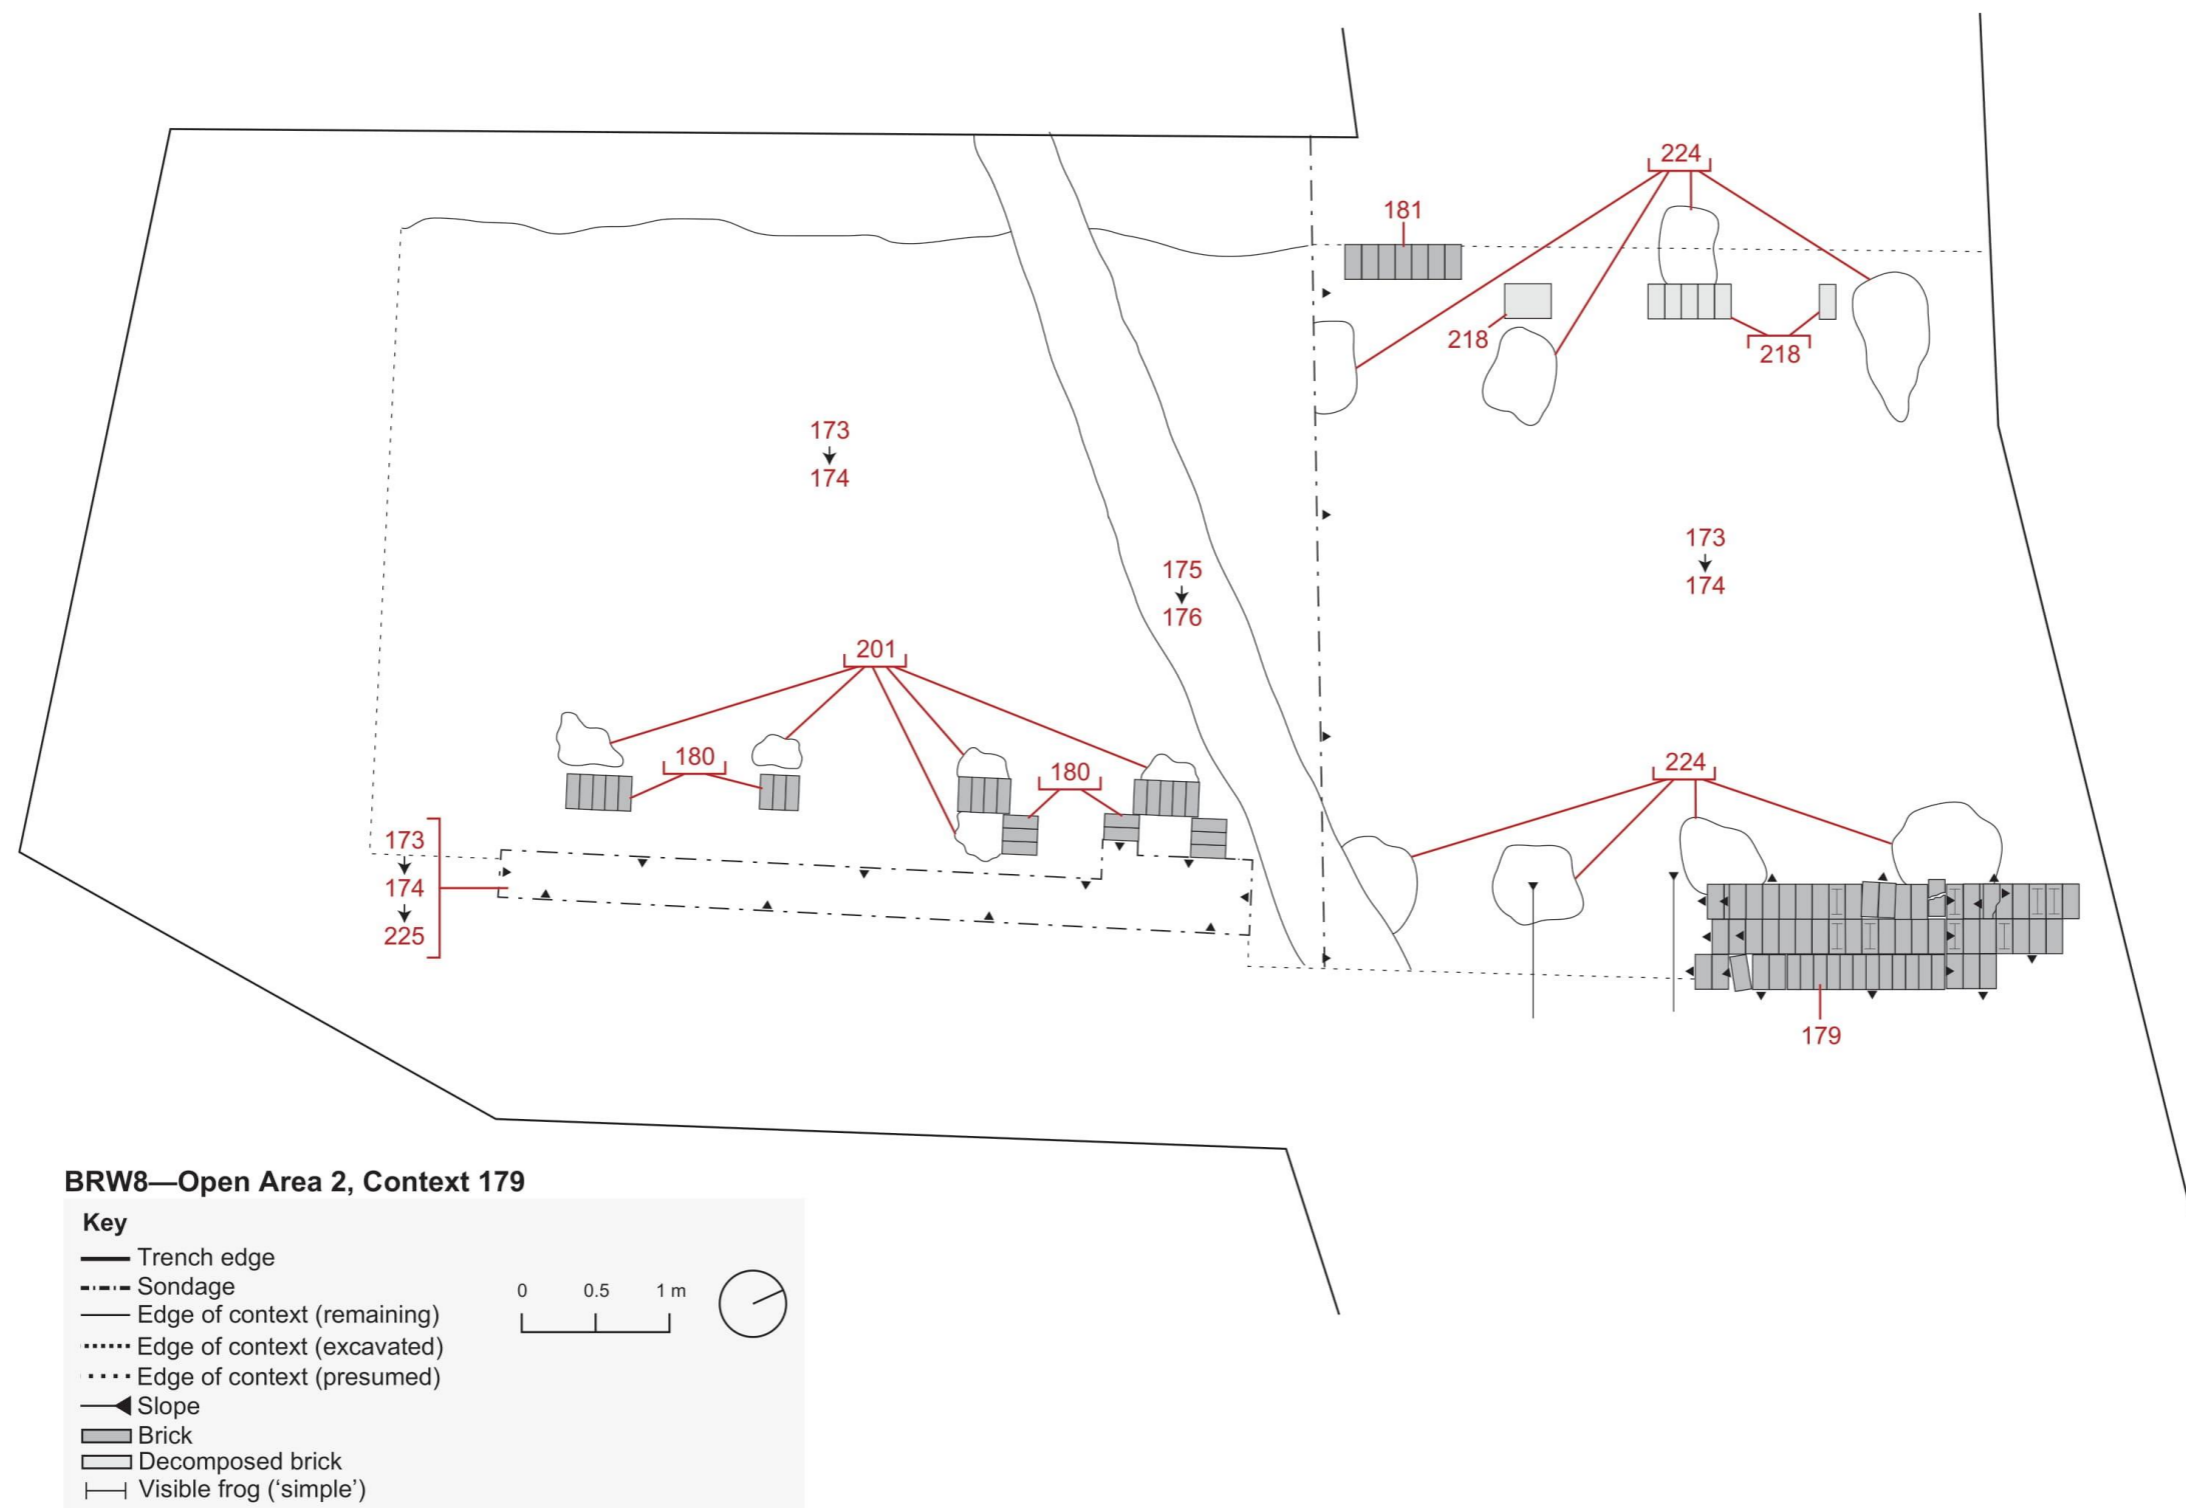 224
181
218
218
173
174
173
174
175
176
201
180
180
224
173
174
225
179
BRW8—Open Area 2, Context 179
Key
Trench edge
Sondage
Edge of context (remaining)
Edge of context (excavated)
Edge of context (presumed)
Slope
Brick
Decomposed brick
Visible frog (‘simple’)
0 0.5 1 m